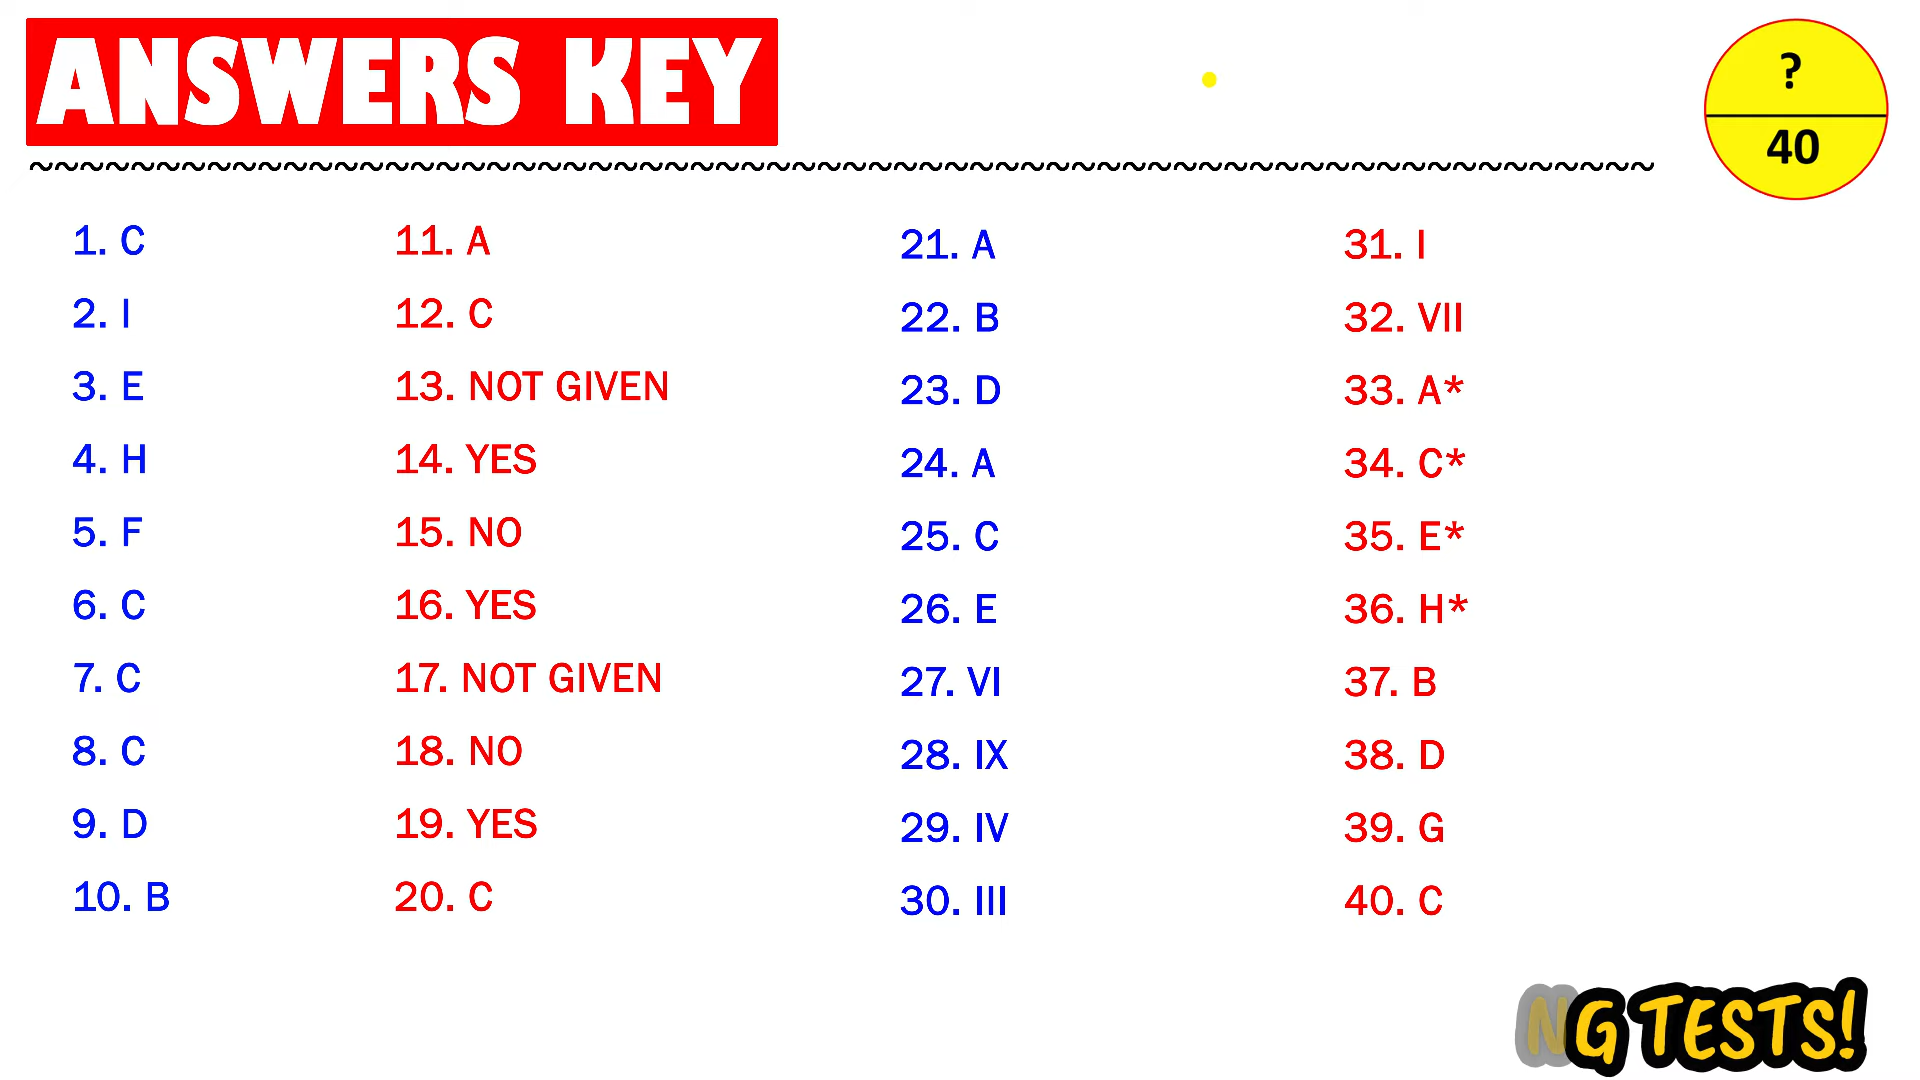 ANSWERS KEY
?
40
~~~~~~~~~~~~~~~~~~~~~~~~~~~~~~~~~~~~~~~~~~~~~~~~~~~~~~~~~~~~~~~~
1. C
2. I
3. E
4. H
5. F
6. C
7. C
8. C
9. D
10. B
11. A
12. C
13. NOT GIVEN
14. YES
15. NO
16. YES
17. NOT GIVEN
18. NO
19. YES
20. C
21. A
22. B
23. D
24. A
25. C
26. E
27. VI
28. IX
29. IV
30. III
31. I
32. VII
33. A*
34. C*
35. E*
36. H*
37. B
38. D
39. G
40. C
NG TESTS!